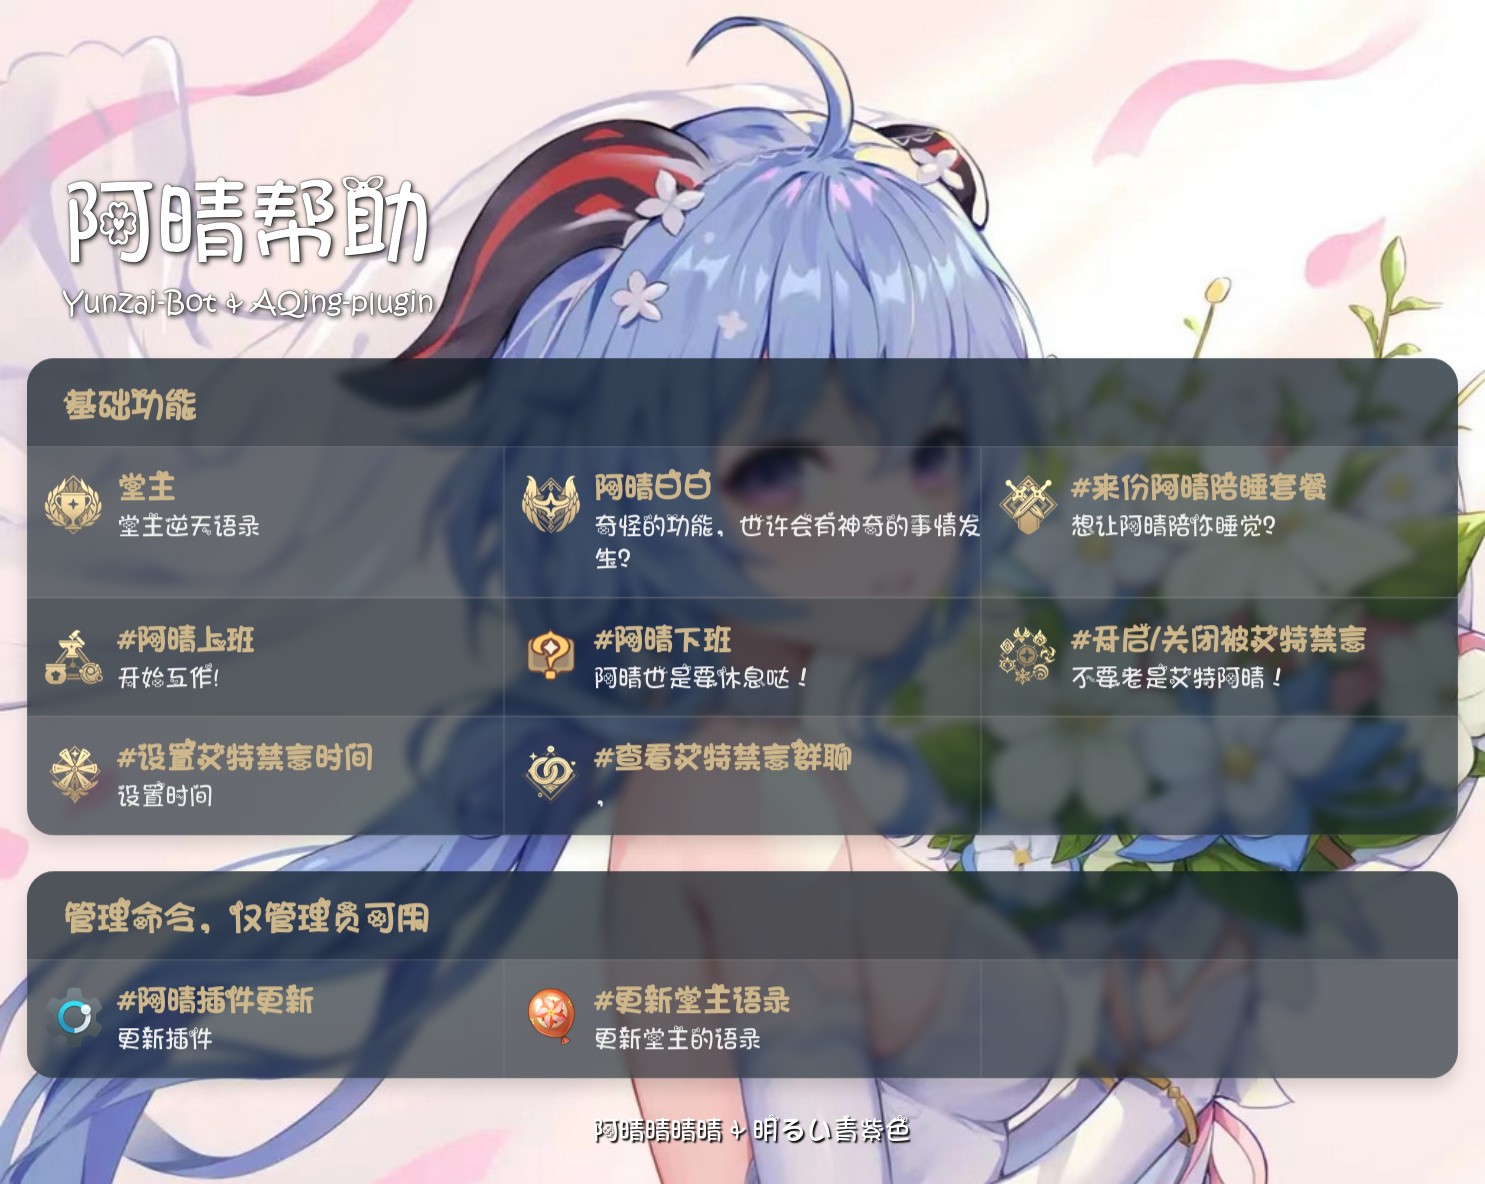 阿晴帮助
Yunzai-Bot & AQing-plugin
基础功能
堂主
堂主逆天语录
阿晴日日
奇怪的功能，也许会有神奇的事情发
生？
#来份阿晴陪睡套餐
想让阿晴陪你睡觉？
#阿晴上班
开始工作!
#阿晴下班
阿晴也是要休息哒！
#开启/关闭被艾特禁言
不要老是艾特阿晴！
#设置艾特禁言时间
设置时间
#查看艾特禁言群聊
，
管理命令，仅管理员可用
#阿晴插件更新
更新插件
#更新堂主语录
更新堂主的语录
阿晴晴晴晴 & 明るい青紫色